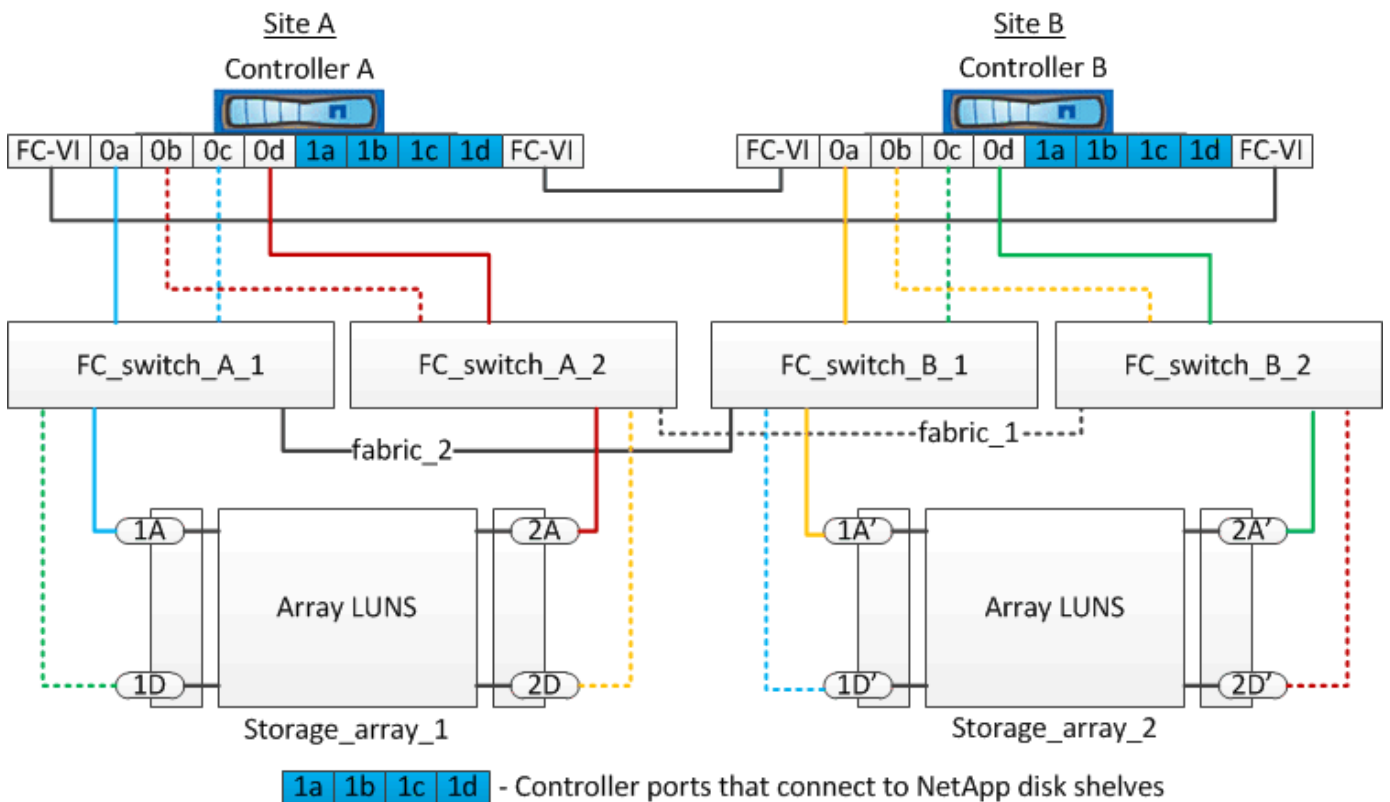 Site A
Site B
Controller A
Controller B
FC-VI 0a 0b 0c 0d 1a 1b 1c 1d FC-VI
FC-VI 0a 0b 0c 0d 1a 1b 1c 1d FC-VI
FC_switch_A_1
FC_switch_A_2
FC_switch_B_1
FC_switch_B_2
fabric_2
fabric_1
1A
2A
1A’
2A’
Array LUNS
Array LUNS
1D
2D
1D’
2D’
Storage_array_1
Storage_array_2
1a 1b 1c 1d - Controller ports that connect to NetApp disk shelves